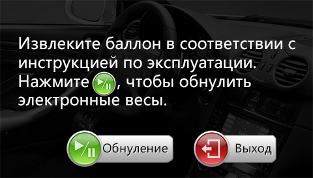 Извлеките баллон в соответствии с
инструкцией по эксплуатации.
Нажмите , чтобы обнулить
электронные весы.
Обнуление Выход